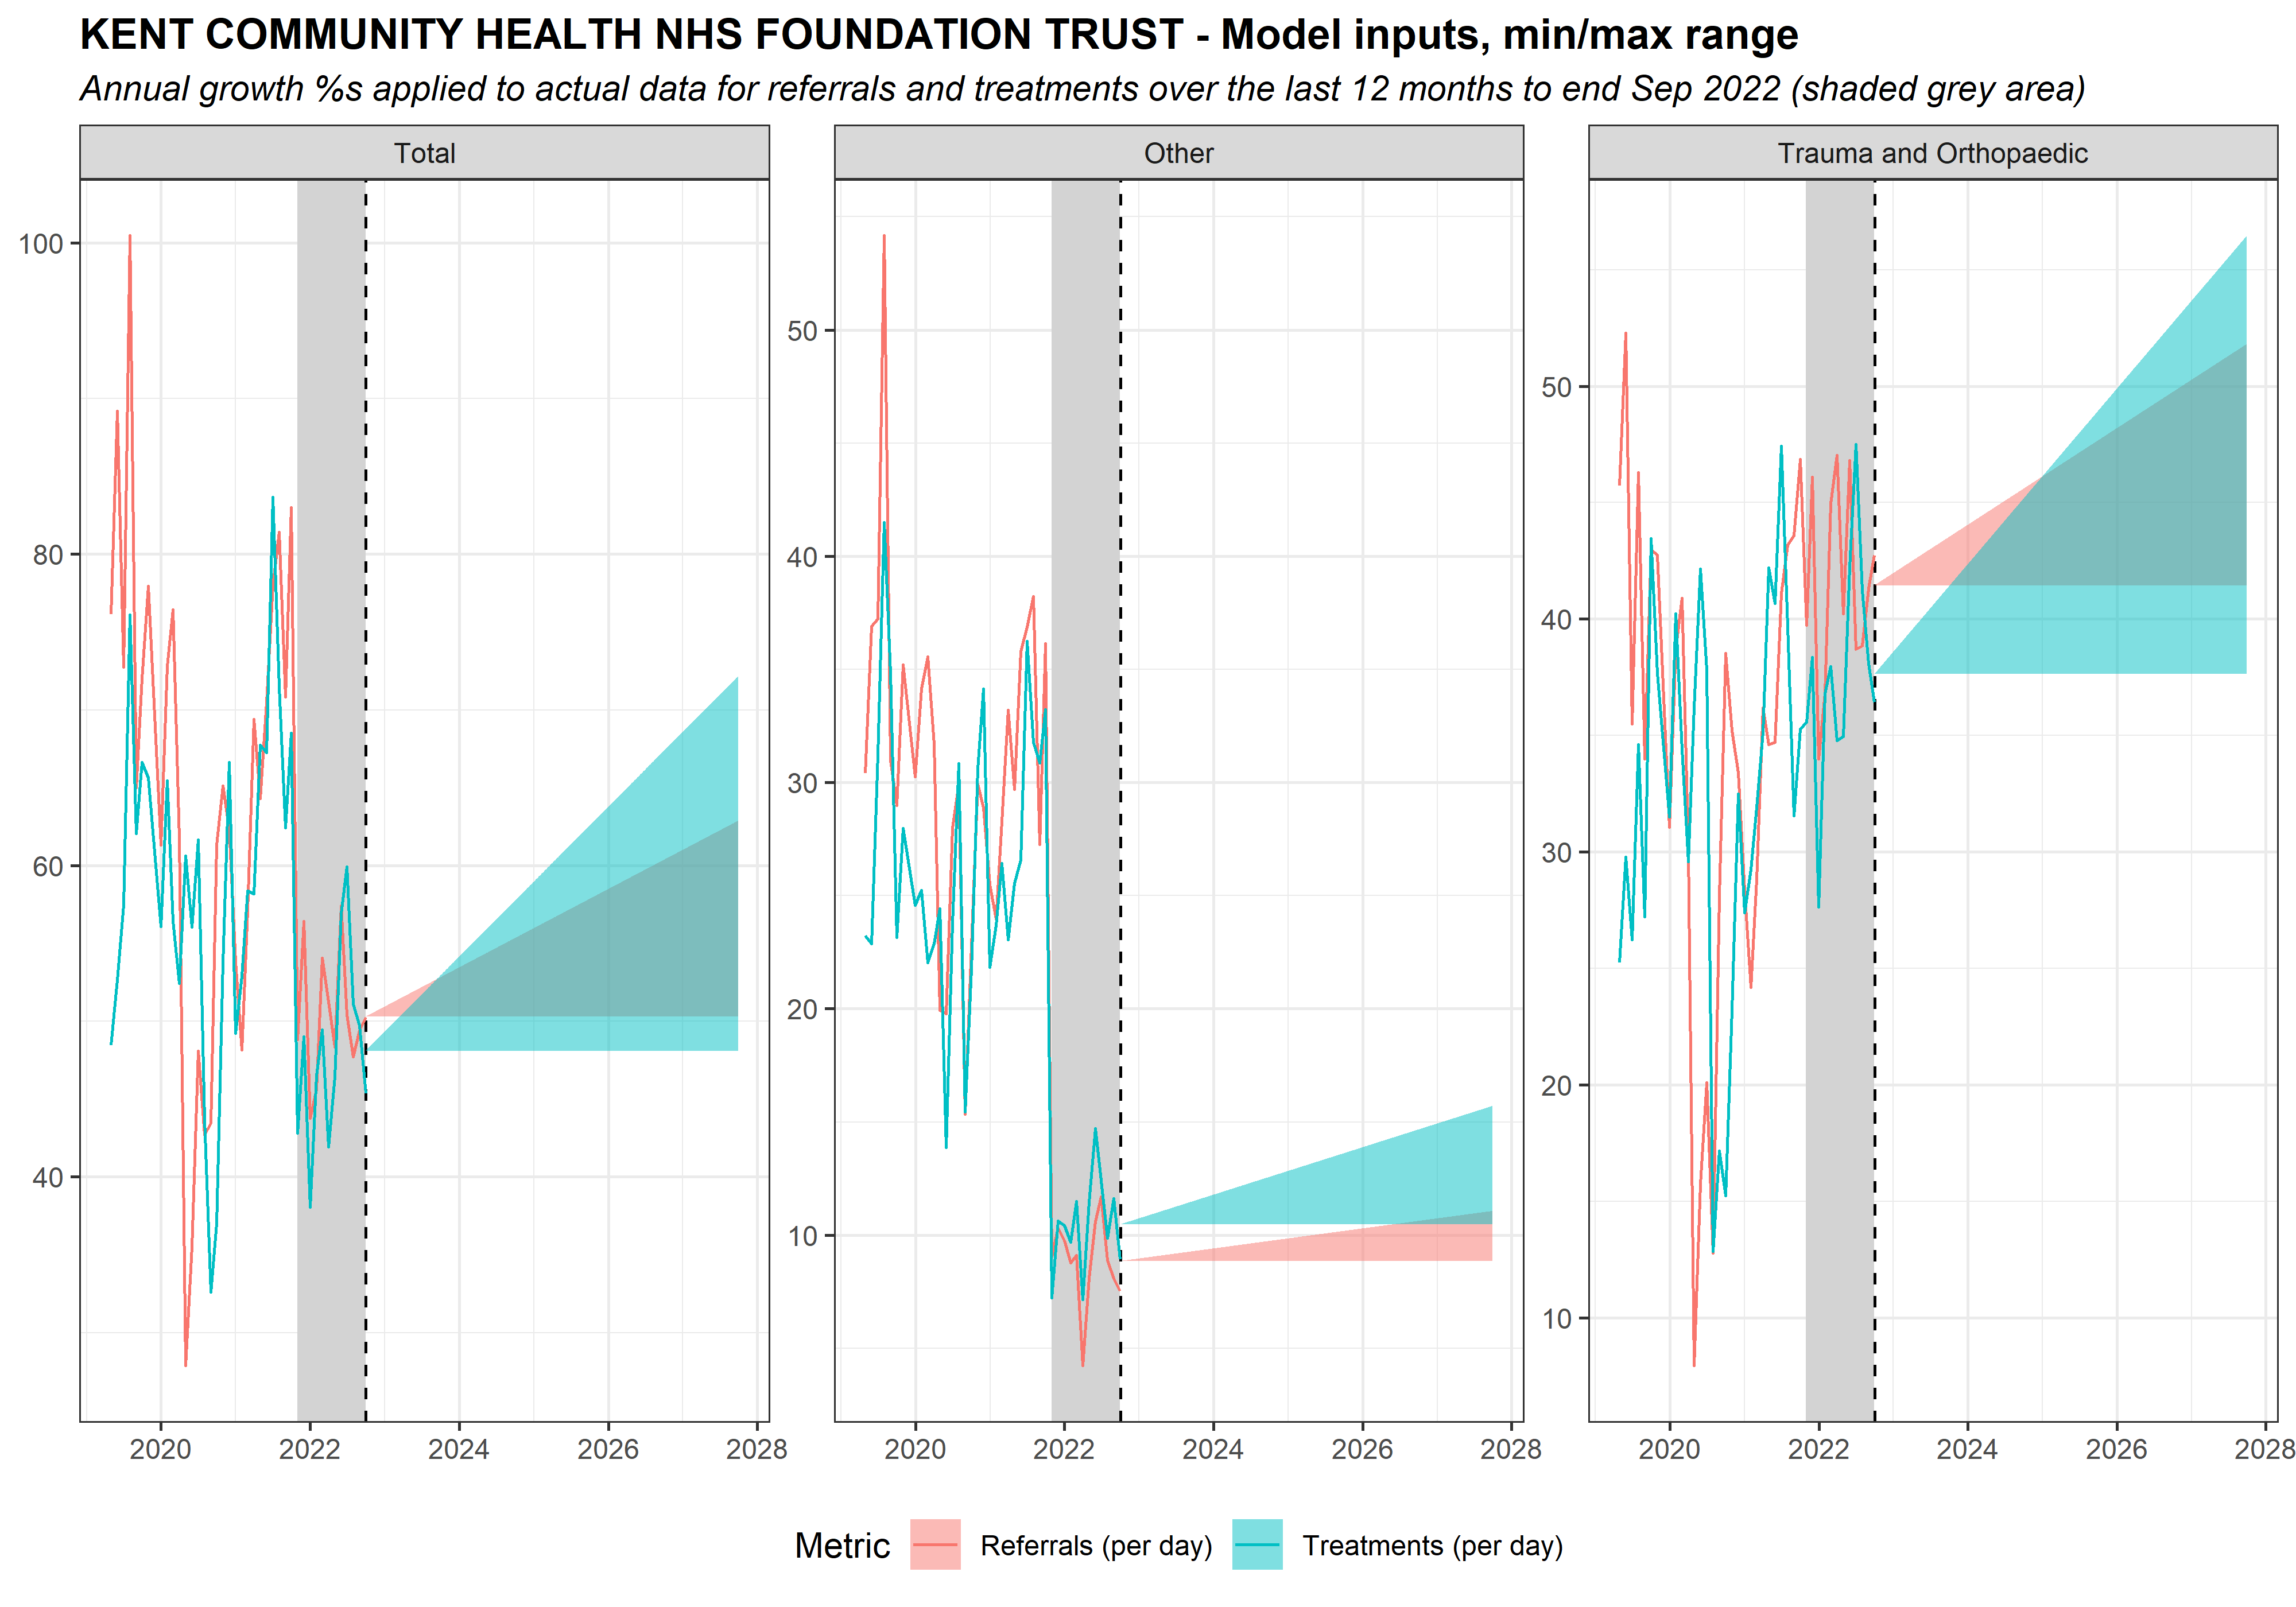 KENT COMMUNITY HEALTH NHS FOUNDATION TRUST - Model inputs, min/max range
Annual growth %s applied to actual data for referrals and treatments over the last 12 months to end Sep 2022 (shaded grey area)
Total
Other
Trauma and Orthopaedic
100
80
60
40
50
40
30
20
10
50
40
30
20
10
2020 2022 2024 2026 2028
2020 2022 2024 2026 2028
2020 2022 2024 2026 2028
Metric Referrals (per day) Treatments (per day)